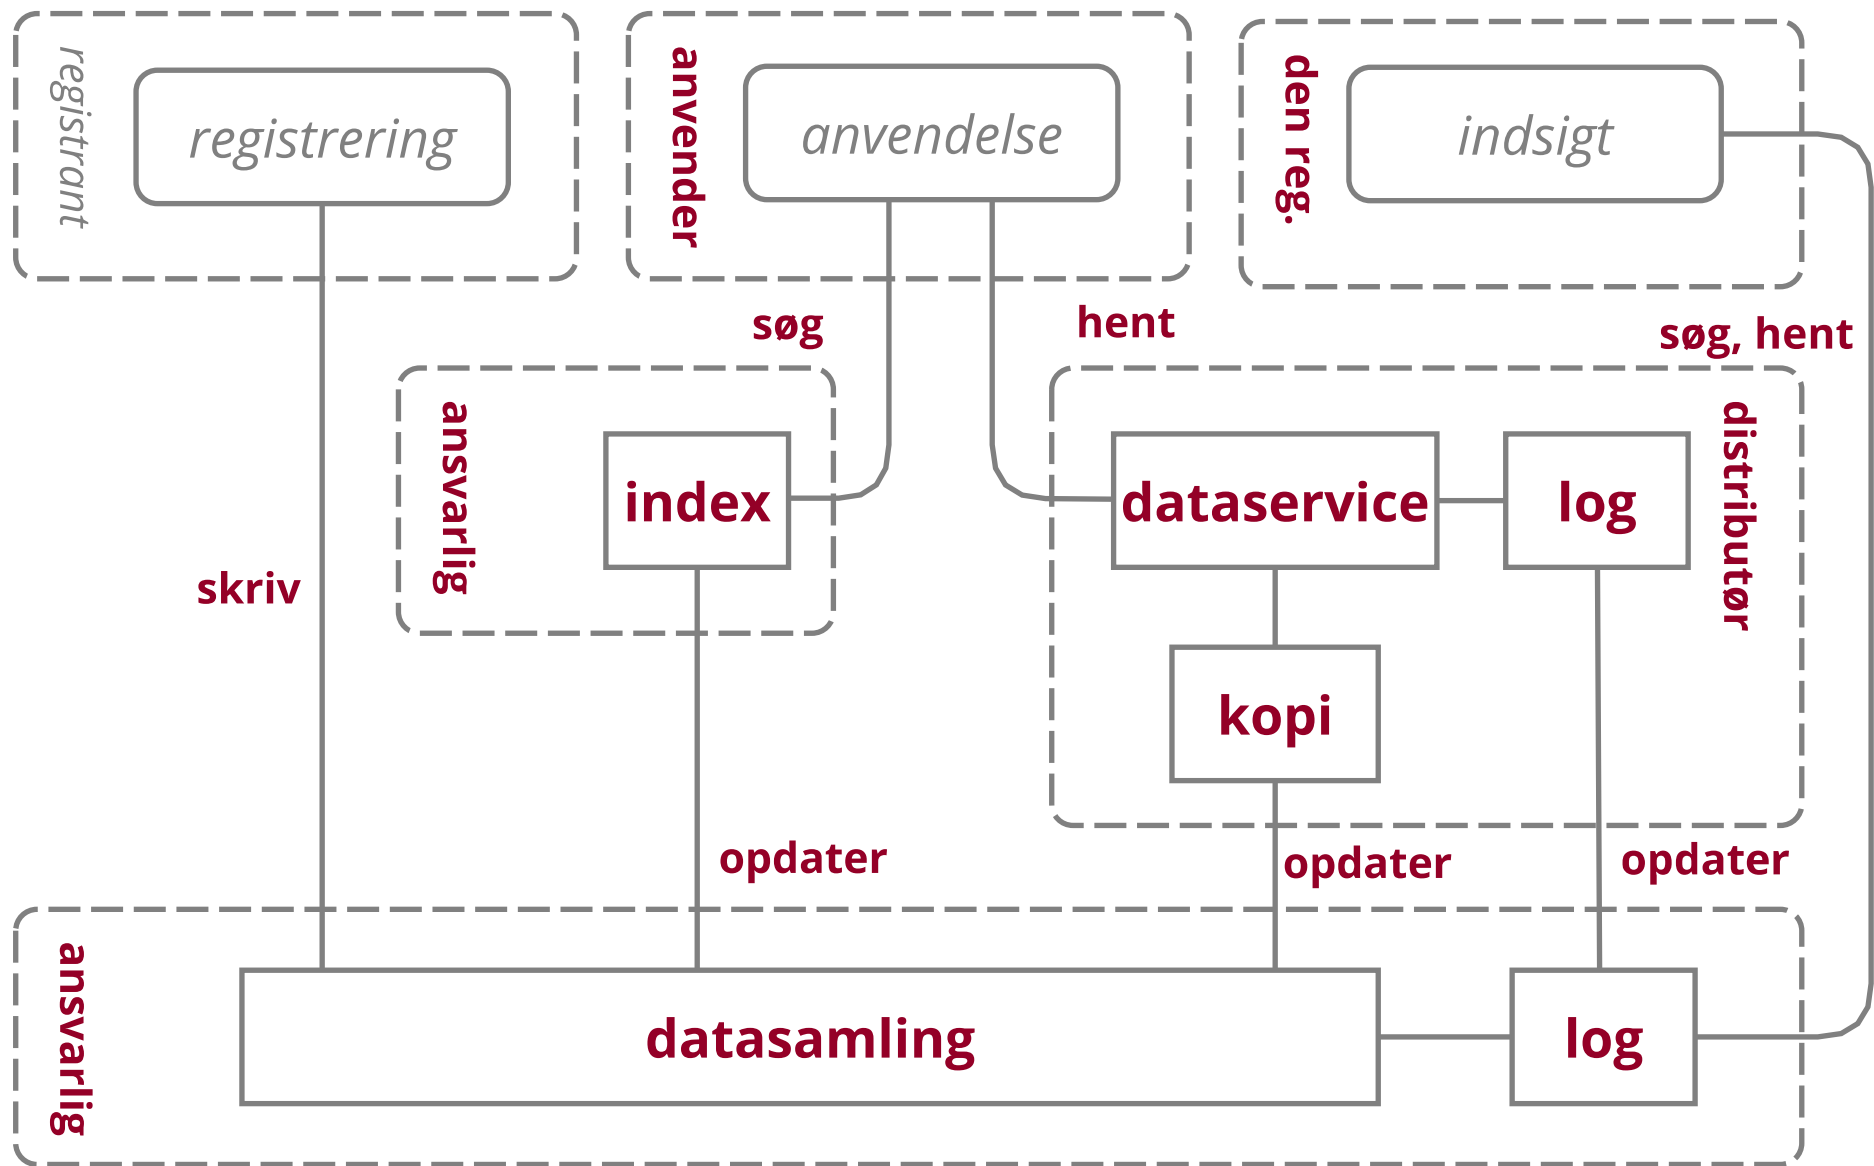 registrant
registrering
anvender
anvendelse
den reg.
indsigt
søg
hent
søg, hent
ansvarlig
index
dataservice
log
distributør
skriv
kopi
opdater
opdater
opdater
ansvarlig
datasamling
log